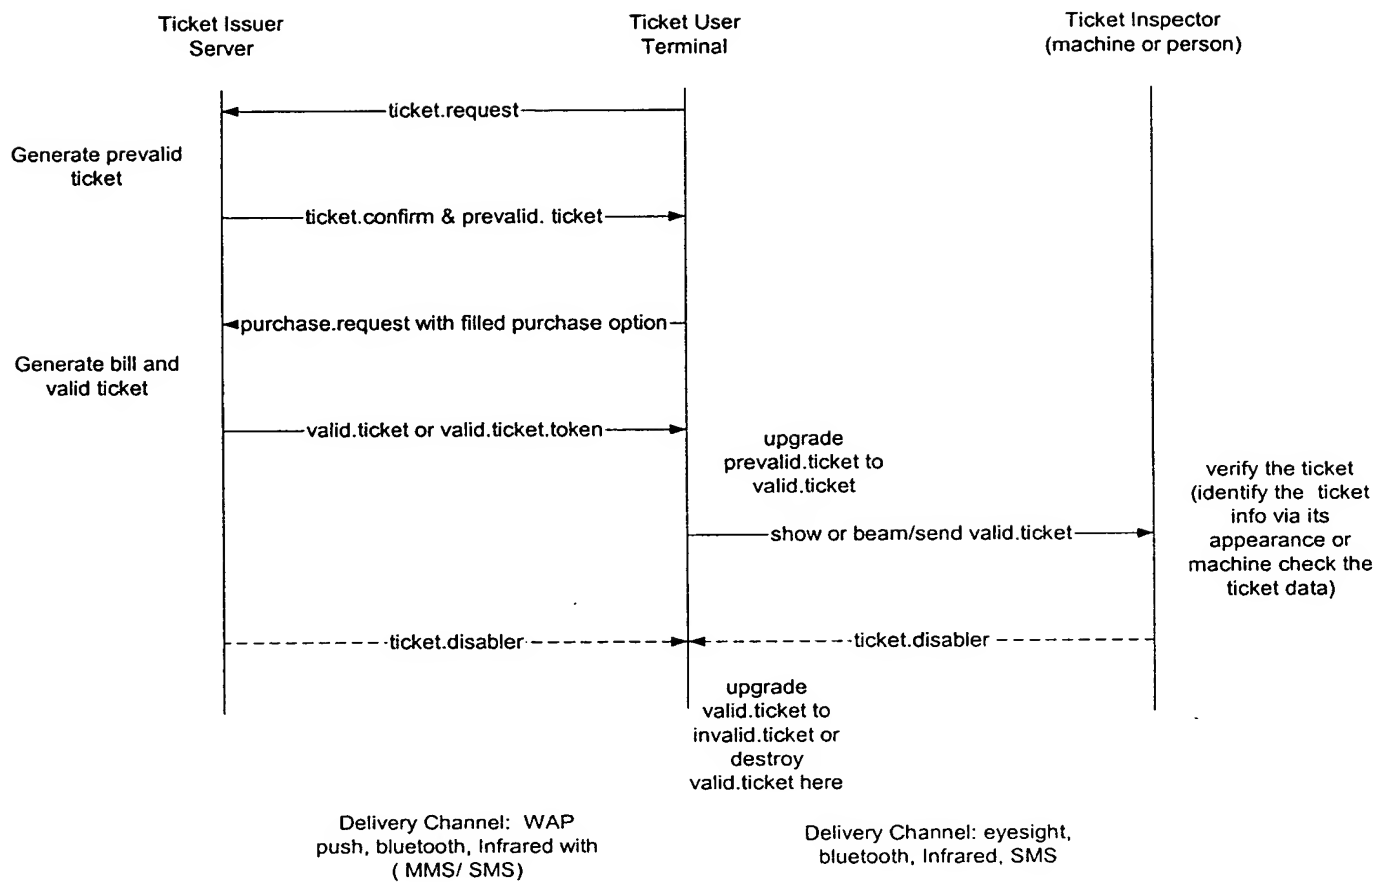 Ticket Issuer
Server
Ticket User
Terminal
Ticket Inspector
(machine or person)
ticket.request
Generate prevalid
ticket
ticket.confirm & prevalid. ticket
purchase.request with filled purchase option
Generate bill and
valid ticket
valid.ticket or valid.ticket.token
upgrade
prevalid.ticket to
valid.ticket
verify the ticket
(identify the ticket
info via its
appearance or
machine check the
ticket data)
show or beam/send valid.ticket
ticket.disabler
ticket.disabler
upgrade
valid.ticket to
invalid.ticket or
destroy
valid.ticket here
Delivery Channel: WAP
push, bluetooth, Infrared with
( MMS/ SMS)
Delivery Channel: eyesight,
bluetooth, Infrared, SMS